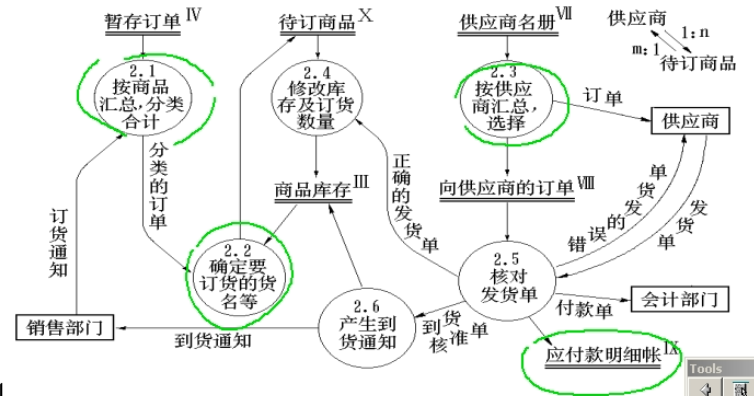 暂存订单 IV
待订商品 X
供应商名册 VII
供应商
1:n
m:1
待订商品
2.1
按商品
汇总,分类
合计
2.4
修改库
存及订货
数量
2.3
按供应
商汇总,
选择
订单
供应商
分类的订单
正确的发货单
商品库存 III
向供应商的订单 VIII
错误的发货单
发货单
订货通知
2.2
确定要
订货的货
名等
2.5
核对
发货单
2.6
产生到
货通知
到货核准单
付款单
会计部门
销售部门
到货通知
应付款明细帐 IX
Tools